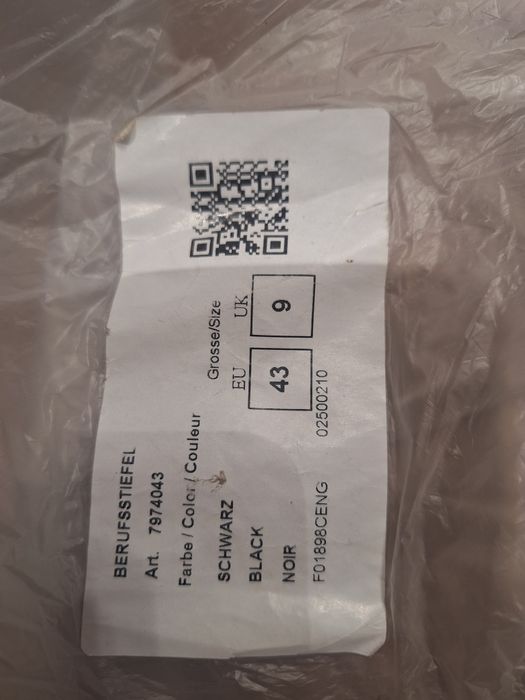 BERUFSSTIEFEL
Art. 7974043
Farbe / Color / Couleur
SCHWARZ
BLACK
NOIR
F01898CENG 02500210
Grosse/Size
EU UK
43 9